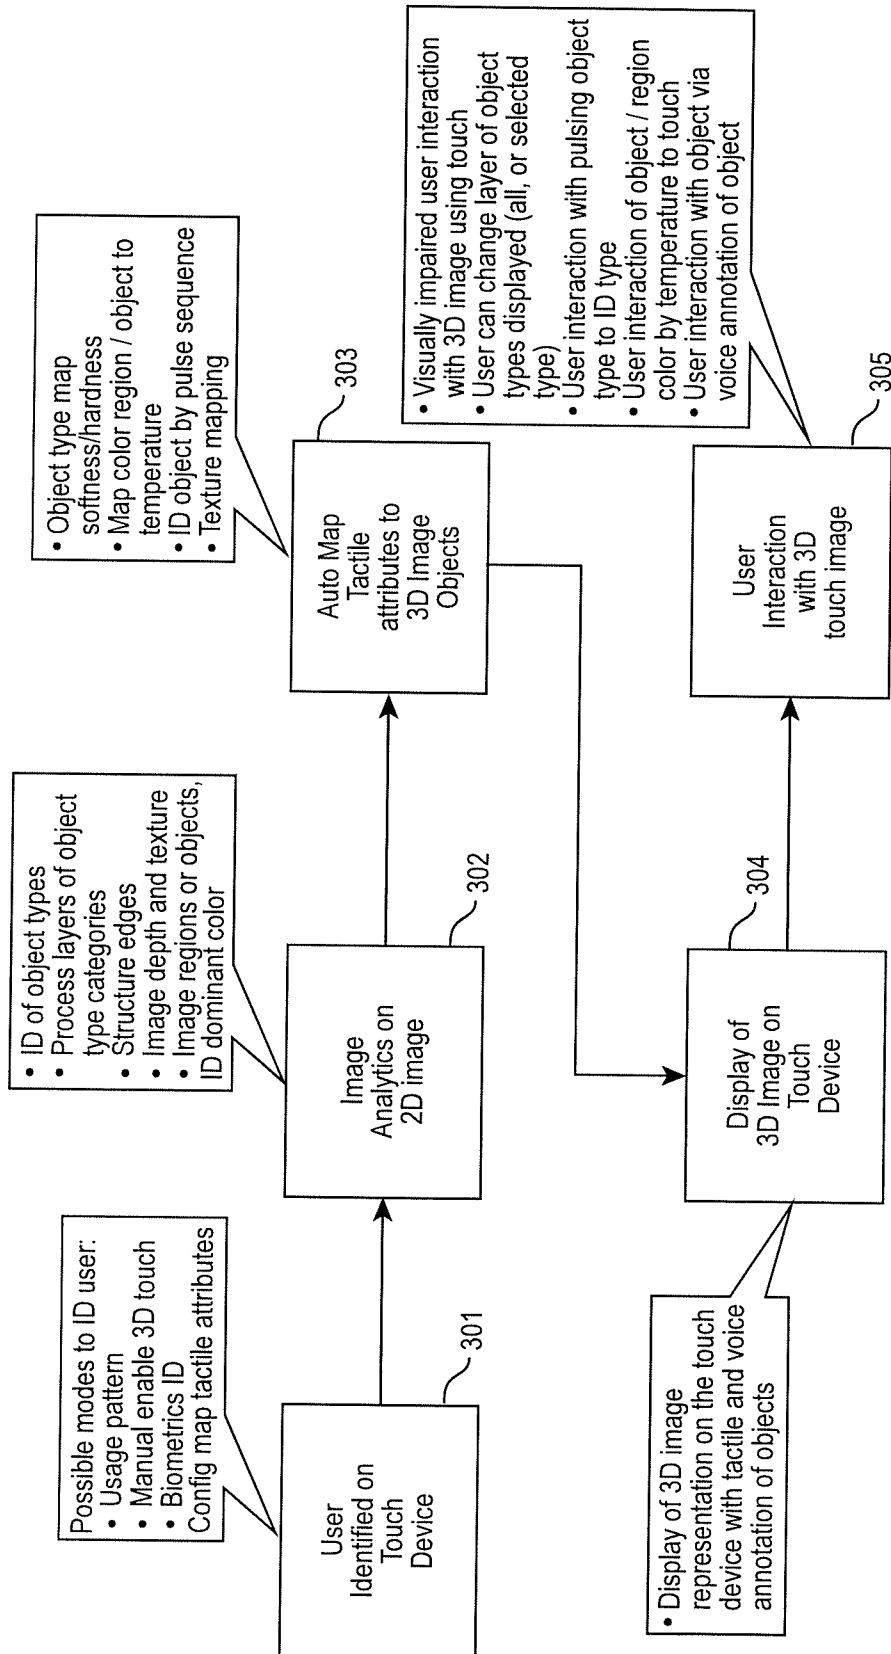 Possible modes to ID user:
• Usage pattern
• Manual enable 3D touch
• Biometrics ID
Config map tactile attributes
User
Identified on
Touch
Device
301
• ID of object types
• Process layers of object
type categories
• Structure edges
• Image depth and texture
• Image regions or objects,
ID dominant color
Image
Analytics on
2D image
302
• Object type map
softness/hardness
• Map color region / object to
temperature
• ID object by pulse sequence
• Texture mapping
Auto Map
Tactile
attributes to
3D Image
Objects
303
• Display of 3D image
representation on the touch
device with tactile and voice
annotation of objects
Display of
3D Image on
Touch
Device
304
• Visually impaired user interaction
with 3D image using touch
• User can change layer of object
types displayed (all, or selected
type)
• User interaction with pulsing object
type to ID type
• User interaction of object / region
color by temperature to touch
• User interaction with object via
voice annotation of object
User
Interaction
with 3D
touch image
305